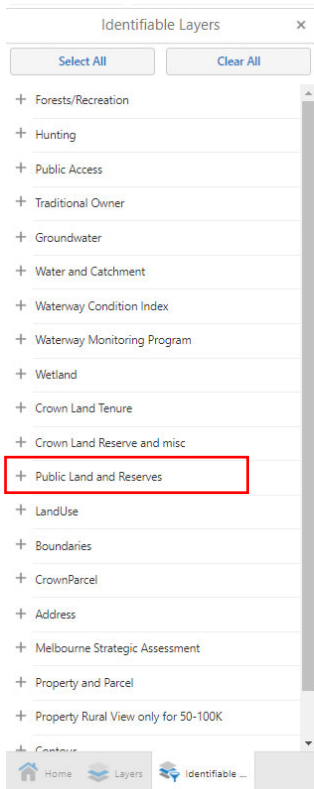 Identifiable Layers ×
Select All Clear All
+ Forests/Recreation
+ Hunting
+ Public Access
+ Traditional Owner
+ Groundwater
+ Water and Catchment
+ Waterway Condition Index
+ Waterway Monitoring Program
+ Wetland
+ Crown Land Tenure
+ Crown Land Reserve and misc
+ Public Land and Reserves
+ LandUse
+ Boundaries
+ CrownParcel
+ Address
+ Melbourne Strategic Assessment
+ Property and Parcel
+ Property Rural View only for 50-100K
+ Contour
Home Layers Identifiable ...